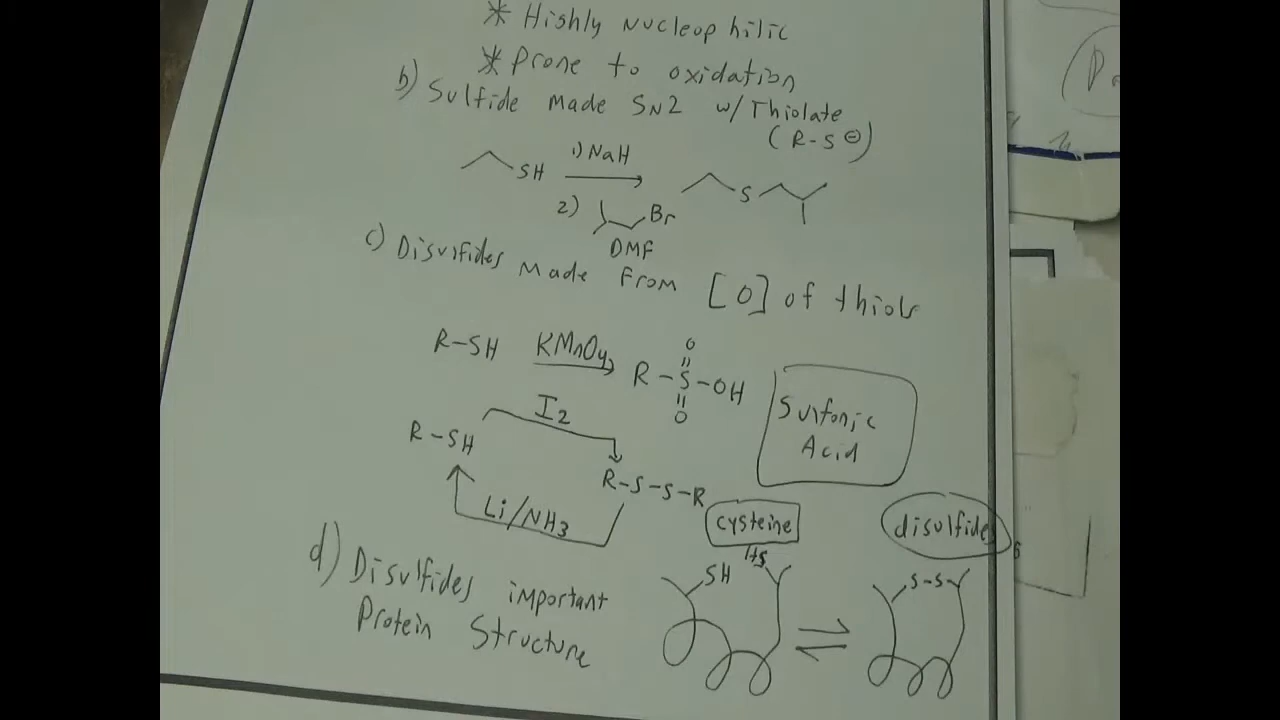 * Highly nucleophilic
* Prone to oxidation
b) Sulfide made SN2 w/ Thiolate
(R-S⊖)
SH
1) NaH
2)
Br
DMF
S
c) Disulfides made from [O] of thiols
R-SH KMnO4 R-S-OH
O
O
Sulfonic
Acid
R-SH
I2
R-S-S-R
Li/NH3
cysteine
disulfides
d) Disulfides important
Protein Structure
SH
HS
S-S